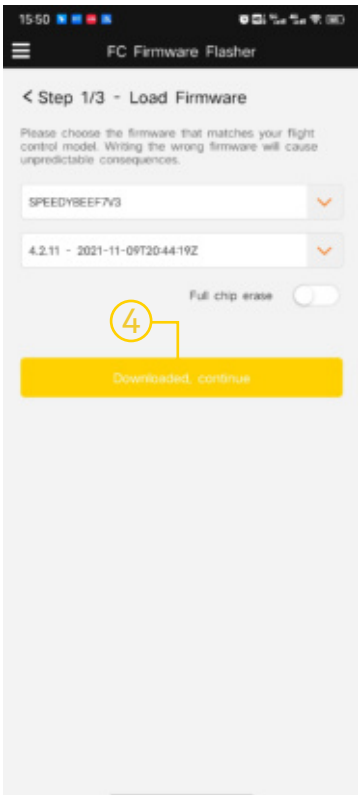 15:50
FC Firmware Flasher
< Step 1/3 - Load Firmware
Please choose the firmware that matches your flight
control model. Writing the wrong firmware will cause
unpredictable consequences.
SPEEDYBEEF7V3
4.2.11 - 2021-11-09T20:44:19Z
Full chip erase
4
Downloaded, continue